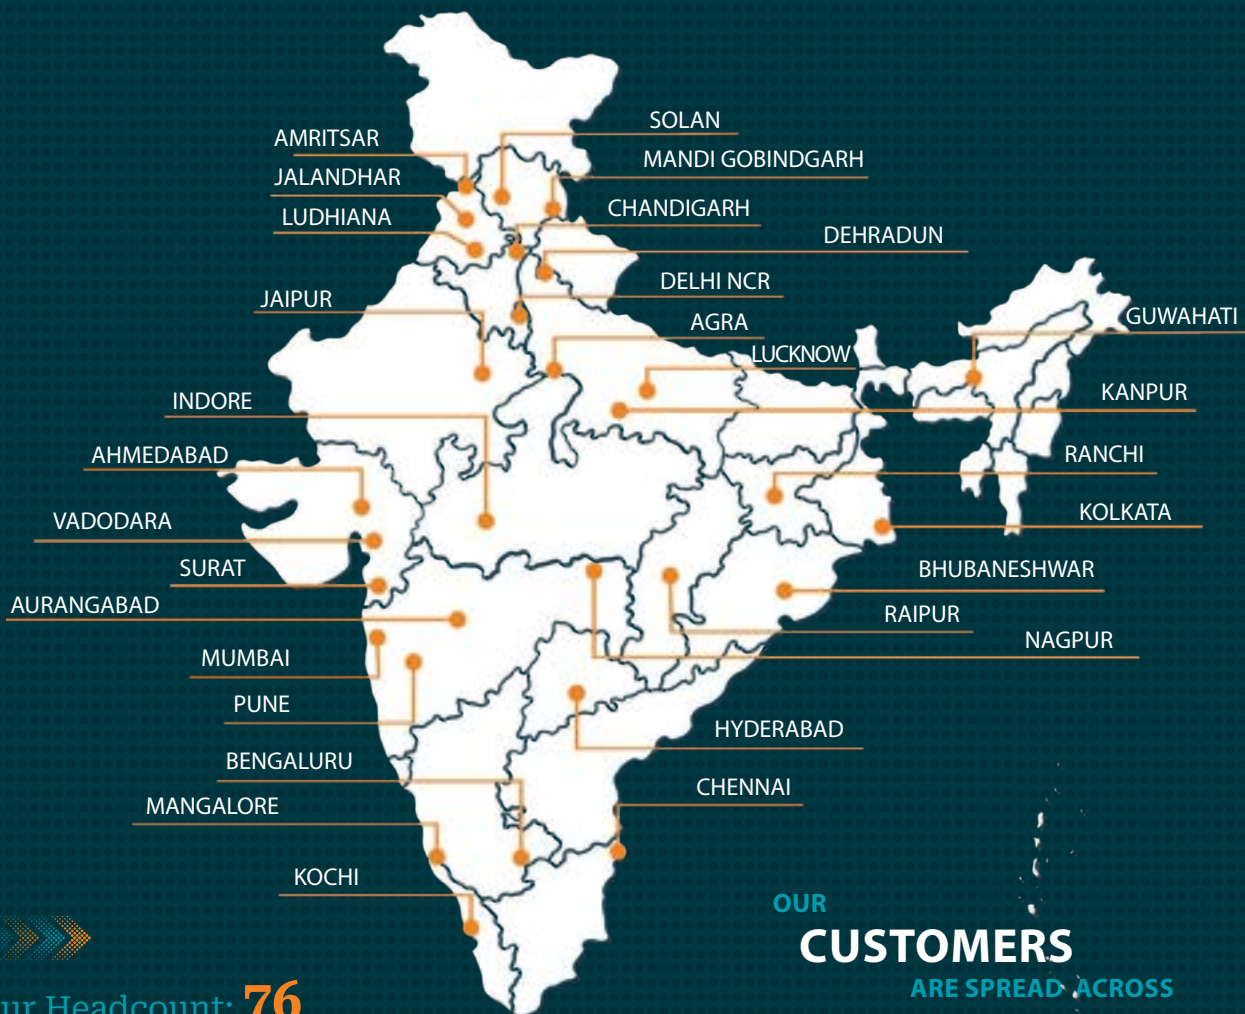 SOLAN
AMRITSAR
MANDI GOBINDGARH
JALANDHAR
CHANDIGARH
LUDHIANA
DEHRADUN
DELHI NCR
JAIPUR
GUWAHATI
AGRA
LUCKNOW
KANPUR
INDORE
RANCHI
AHMEDABAD
KOLKATA
VADODARA
SURAT
BHUBANESHWAR
AURANGABAD
RAIPUR
NAGPUR
MUMBAI
PUNE
HYDERABAD
BENGALURU
CHENNAI
MANGALORE
KOCHI
OUR
CUSTOMERS
ARE SPREAD ACROSS
ur Headcount: 76